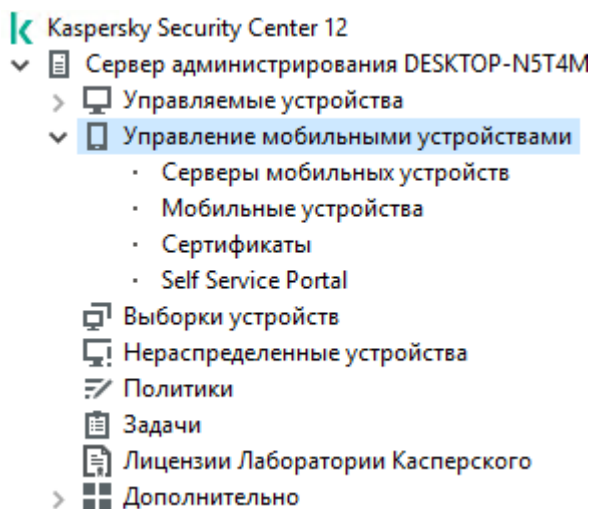 Kaspersky Security Center 12
Сервер администрирования DESKTOP-N5T4M
Управляемые устройства
Управление мобильными устройствами
Серверы мобильных устройств
Мобильные устройства
Сертификаты
Self Service Portal
Выборки устройств
Нераспределенные устройства
Политики
Задачи
Лицензии Лаборатории Касперского
Дополнительно